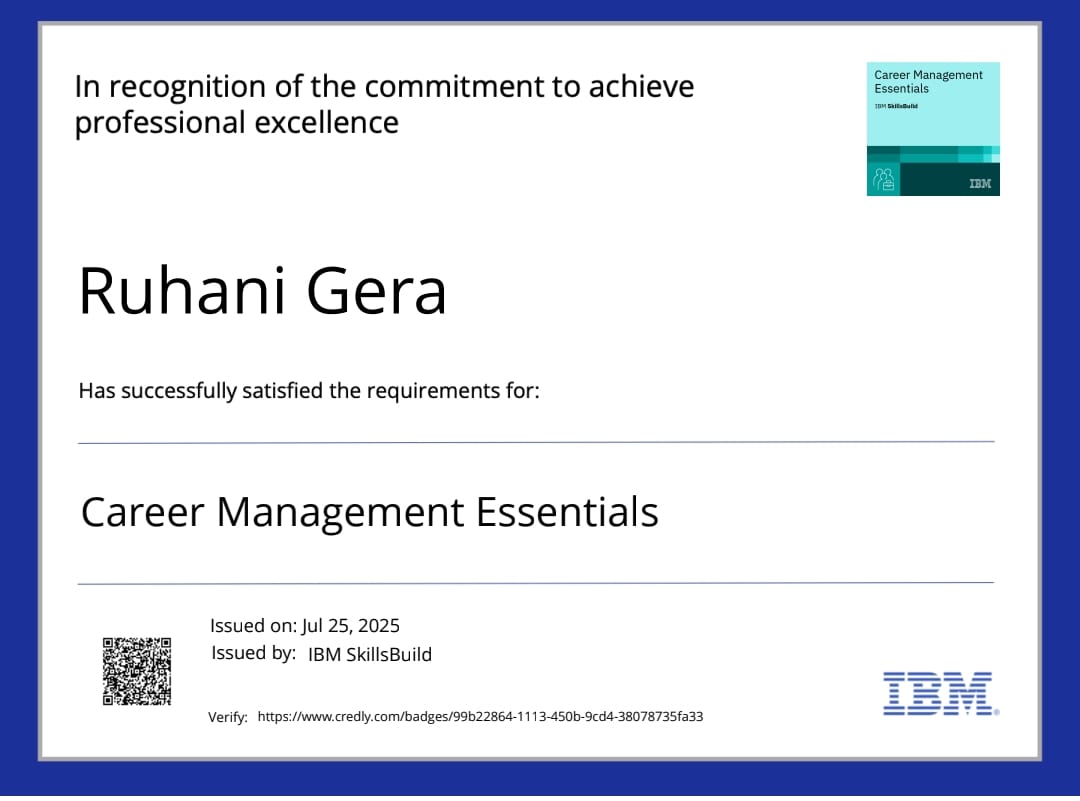 In recognition of the commitment to achieve
professional excellence
Career Management
Essentials
IBM SkillsBuild
IBM
Ruhani Gera
Has successfully satisfied the requirements for:
Career Management Essentials
Issued on: Jul 25, 2025
Issued by: IBM SkillsBuild
Verify: https://www.credly.com/badges/99b22864-1113-450b-9cd4-38078735fa33
IBM®